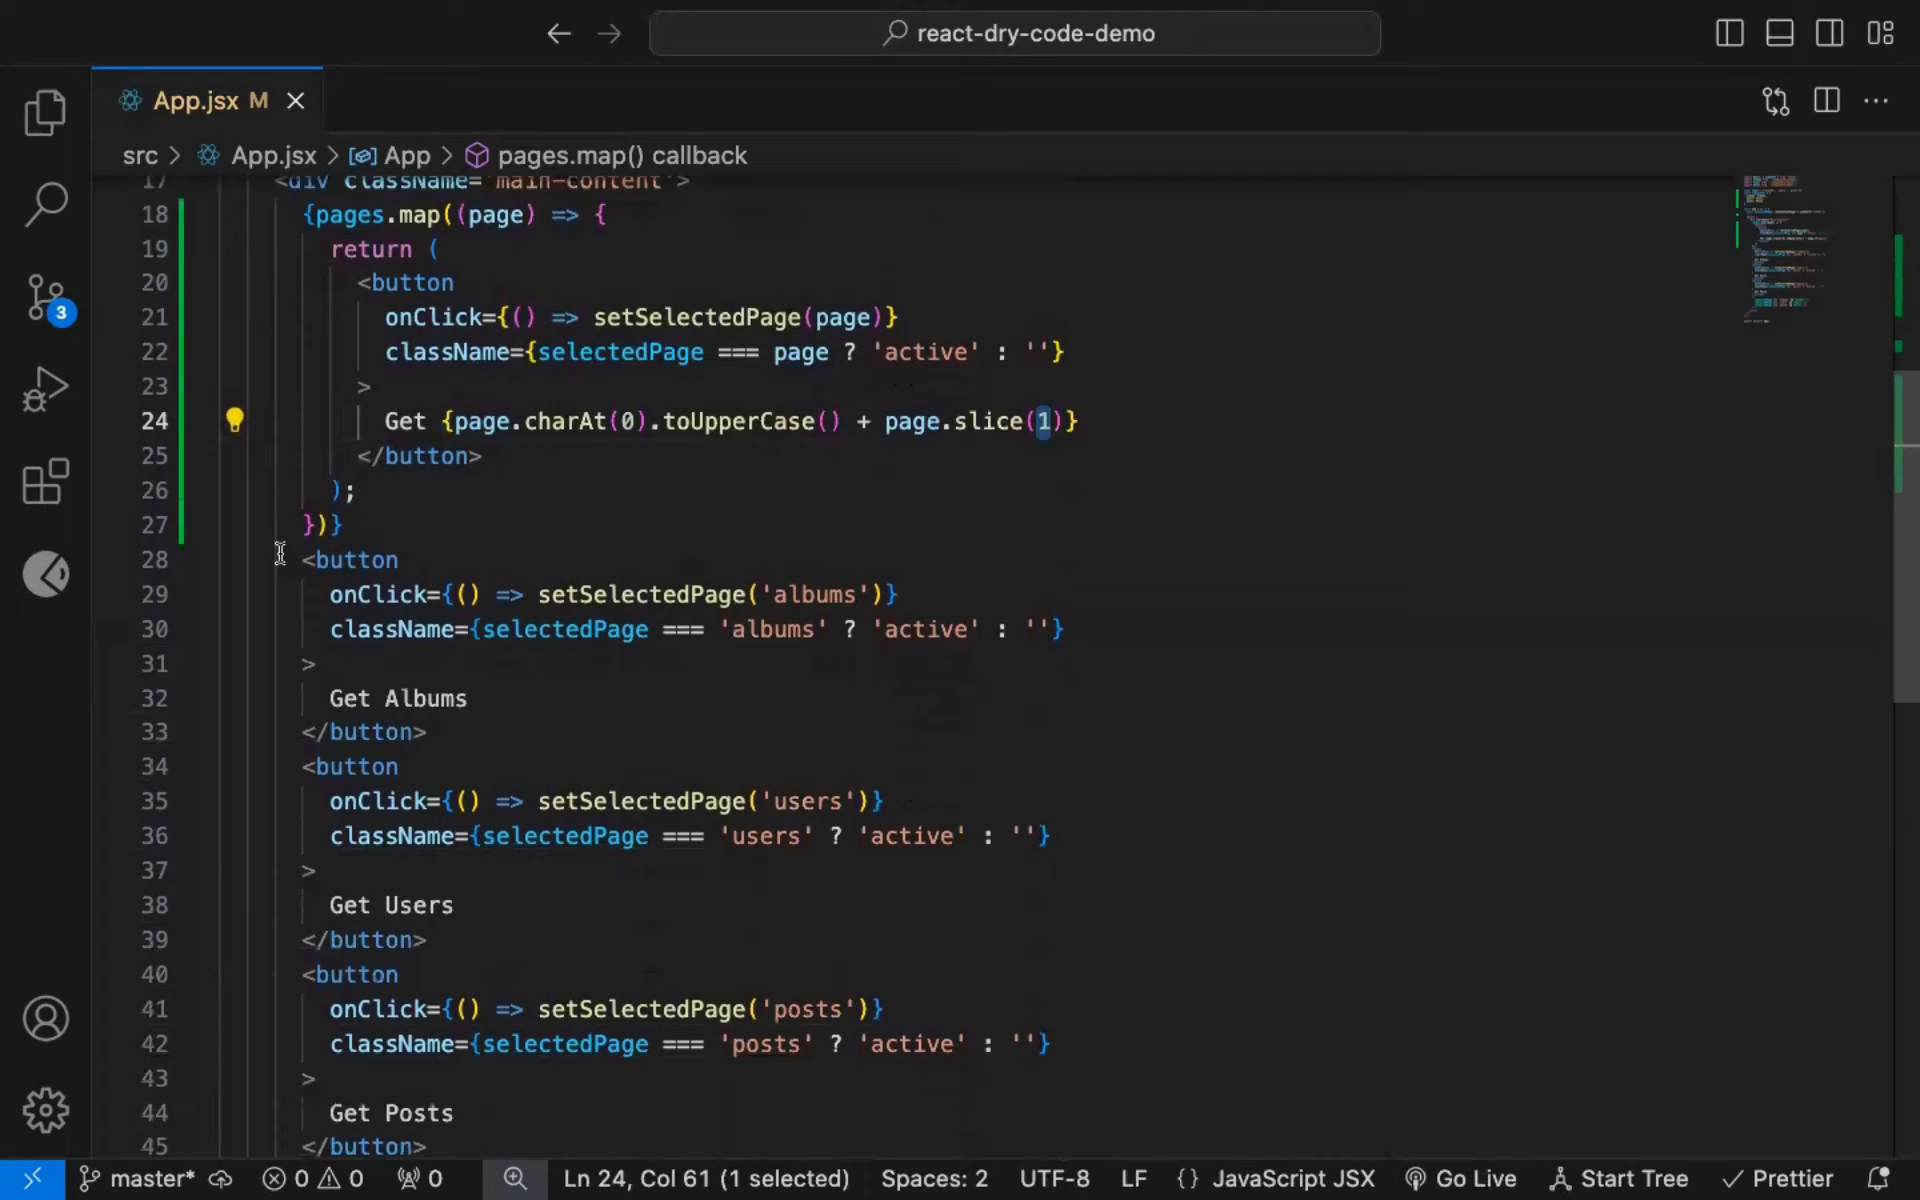 react-dry-code-demo
App.jsx M
src > App.jsx > App > pages.map() callback
17 <div className='main-content'>
18 {pages.map((page) => {
19 return (
20 <button
21 onClick={() => setSelectedPage(page)}
22 className={selectedPage === page ? 'active' : ''}
23 >
24 Get {page.charAt(0).toUpperCase() + page.slice(1)}
25 </button>
26 );
27 })}
28 <button
29 onClick={() => setSelectedPage('albums')}
30 className={selectedPage === 'albums' ? 'active' : ''}
31 >
32 Get Albums
33 </button>
34 <button
35 onClick={() => setSelectedPage('users')}
36 className={selectedPage === 'users' ? 'active' : ''}
37 >
38 Get Users
39 </button>
40 <button
41 onClick={() => setSelectedPage('posts')}
42 className={selectedPage === 'posts' ? 'active' : ''}
43 >
44 Get Posts
45 </button>
3
master* 0 0 0 Ln 24, Col 61 (1 selected) Spaces: 2 UTF-8 LF {} JavaScript JSX Go Live Start Tree Prettier